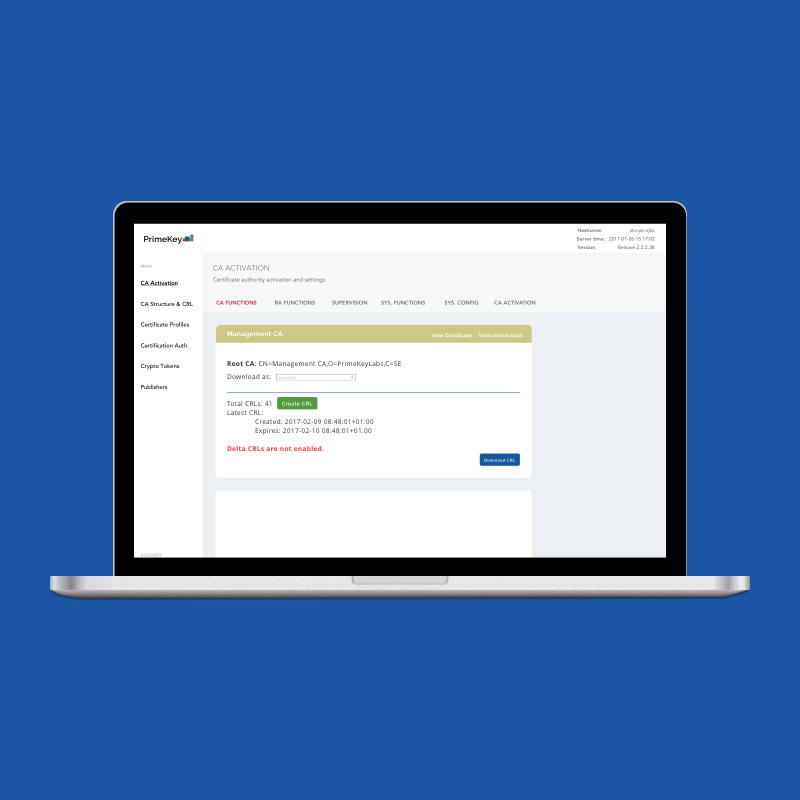 PrimeKey
Hostname: sto-pk-ejbx
Server time: 2017-01-26 15:17:02
Version Release 2.2.2.38
MAIN
CA Activation
CA Structure & CRL
Certificate Profiles
Certification Auth.
Crypto Tokens
Publishers
ACCOUNT
CA ACTIVATION
Certificate authority activation and settings
CA FUNCTIONS RA FUNCTIONS SUPERVISION SYS. FUNCTIONS SYS. CONFIG CA ACTIVATION
Management CA View Certificate View Information
Root CA: CN=Management CA,O=PrimeKeyLabs,C=SE
Download as:
Total CRLs: 41 Create CRL
Latest CRL:
Created: 2017-02-09 08:48:01+01:00
Expires: 2017-02-10 08:48:01+01:00
Delta CRLs are not enabled.
Download CRL